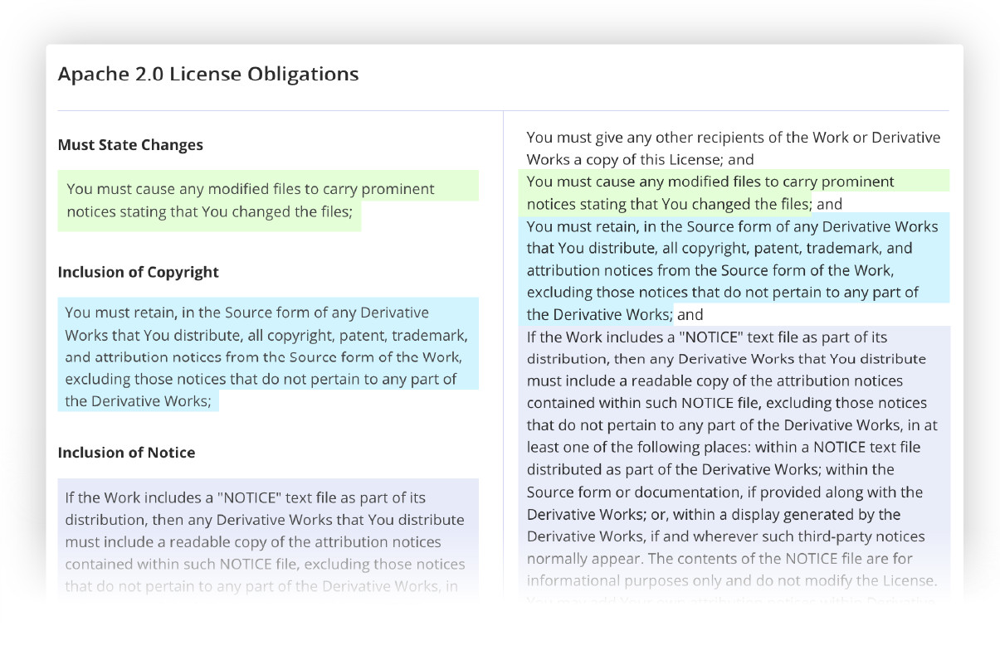 Apache 2.0 License Obligations
Must State Changes
You must cause any modified files to carry prominent
notices stating that You changed the files;
Inclusion of Copyright
You must retain, in the Source form of any Derivative
Works that You distribute, all copyright, patent, trademark,
and attribution notices from the Source form of the Work,
excluding those notices that do not pertain to any part of
the Derivative Works;
Inclusion of Notice
If the Work includes a "NOTICE" text file as part of its
distribution, then any Derivative Works that You distribute
must include a readable copy of the attribution notices
contained within such NOTICE file, excluding those notices
that do not pertain to any part of the Derivative Works, in
You must give any other recipients of the Work or Derivative
Works a copy of this License; and
You must cause any modified files to carry prominent
notices stating that You changed the files; and
You must retain, in the Source form of any Derivative Works
that You distribute, all copyright, patent, trademark, and
attribution notices from the Source form of the Work,
excluding those notices that do not pertain to any part of
the Derivative Works; and
If the Work includes a "NOTICE" text file as part of its
distribution, then any Derivative Works that You distribute
must include a readable copy of the attribution notices
contained within such NOTICE file, excluding those notices
that do not pertain to any part of the Derivative Works, in at
least one of the following places: within a NOTICE text file
distributed as part of the Derivative Works; within the
Source form or documentation, if provided along with the
Derivative Works; or, within a display generated by the
Derivative Works, if and wherever such third-party notices
normally appear. The contents of the NOTICE file are for
informational purposes only and do not modify the License.
You may add Your own attribution notices within Derivative